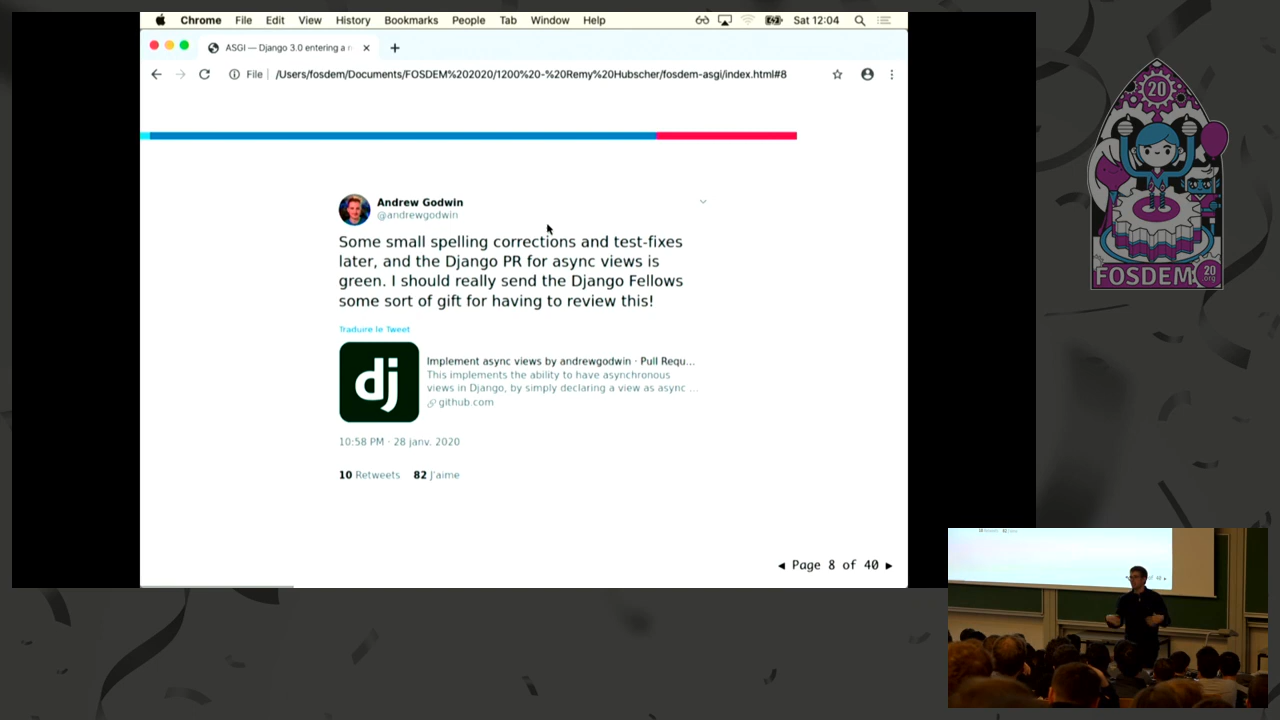 Chrome File Edit View History Bookmarks People Tab Window Help Sat 12:04
ASGI — Django 3.0 entering a n
File /Users/fosdem/Documents/FOSDEM%202020/1200%20-%20Remy%20Hubscher/fosdem-asgi/index.html#8
Andrew Godwin
@andrewgodwin
Some small spelling corrections and test-fixes
later, and the Django PR for async views is
green. I should really send the Django Fellows
some sort of gift for having to review this!
Traduire le Tweet
dj
Implement async views by andrewgodwin · Pull Requ...
This implements the ability to have asynchronous
views in Django, by simply declaring a view as async ...
github.com
10:58 PM · 28 janv. 2020
10 Retweets 82 J'aime
◄ Page 8 of 40 ►
20
FOSDEM
20
.org